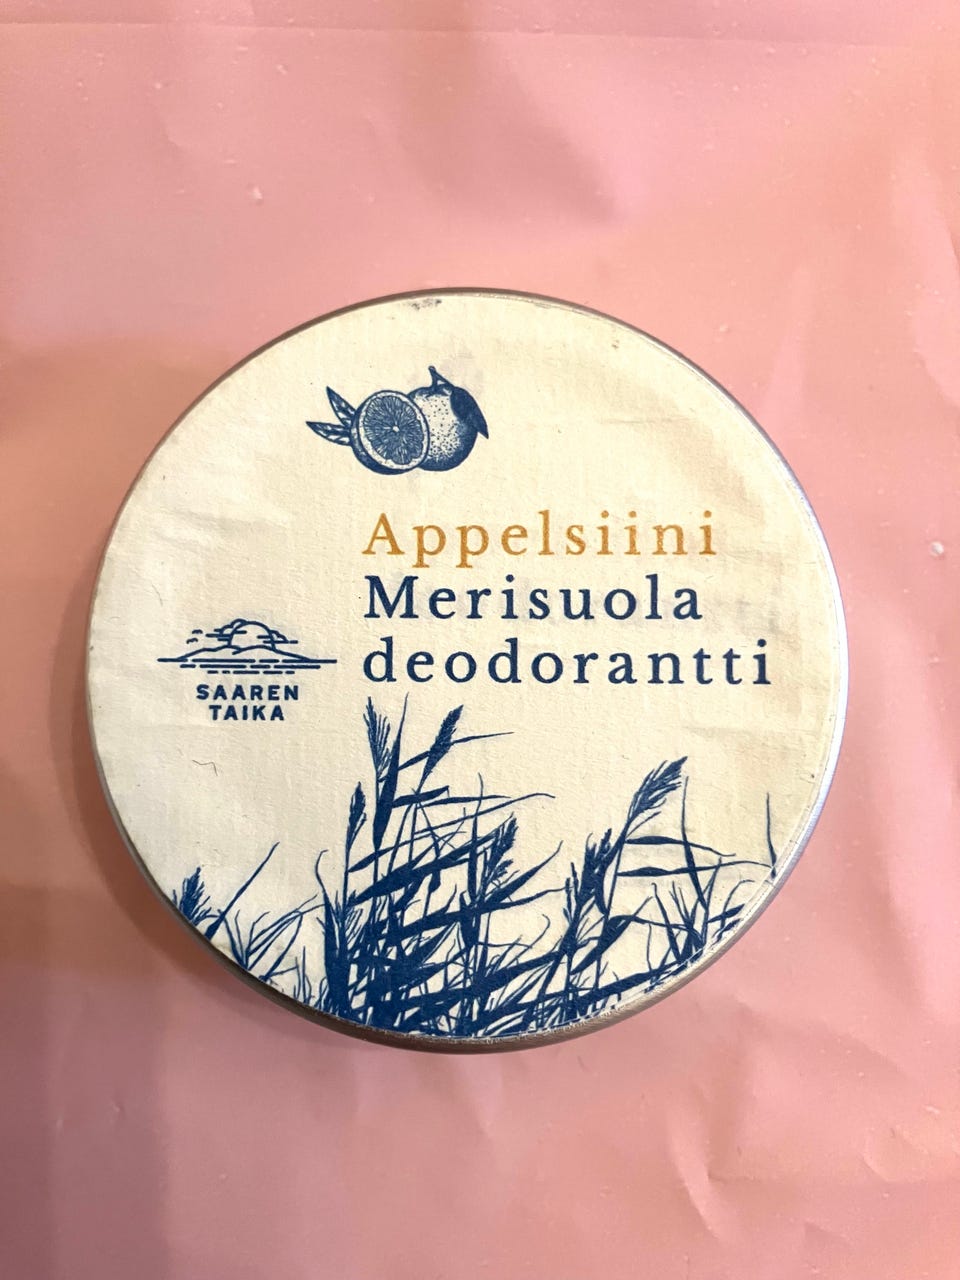 Appelsiini
Merisuola
deodorantti
SAAREN
TAIKA